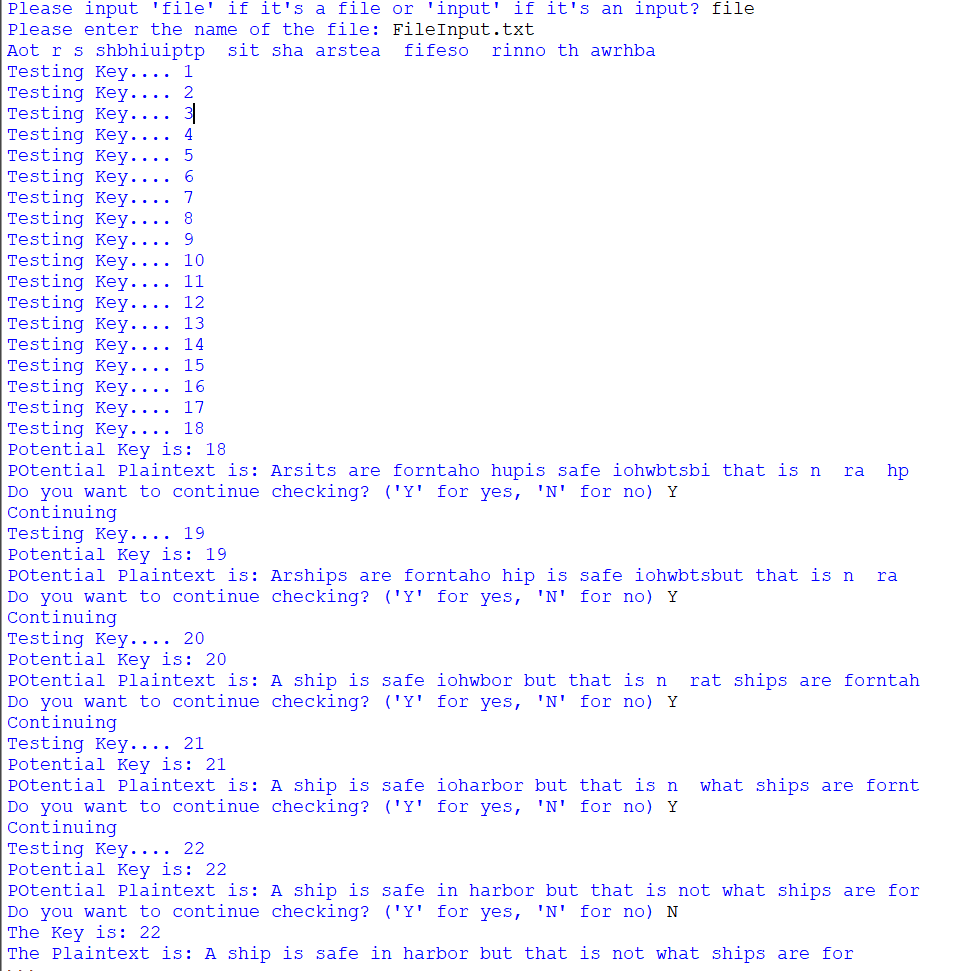 Please input 'file' if it's a file or 'input' if it's an input? file
Please enter the name of the file: FileInput.txt
Aot r s shbhiuiptp  sit sha arstea  fifeso  rinno th awrhba
Testing Key.... 1
Testing Key.... 2
Testing Key.... 3
Testing Key.... 4
Testing Key.... 5
Testing Key.... 6
Testing Key.... 7
Testing Key.... 8
Testing Key.... 9
Testing Key.... 10
Testing Key.... 11
Testing Key.... 12
Testing Key.... 13
Testing Key.... 14
Testing Key.... 15
Testing Key.... 16
Testing Key.... 17
Testing Key.... 18
Potential Key is: 18
POtential Plaintext is: Arsits are forntaho hupis safe iohwbtsbi that is n  ra  hp
Do you want to continue checking? ('Y' for yes, 'N' for no) Y
Continuing
Testing Key.... 19
Potential Key is: 19
POtential Plaintext is: Arships are forntaho hip is safe iohwbtsbut that is n  ra
Do you want to continue checking? ('Y' for yes, 'N' for no) Y
Continuing
Testing Key.... 20
Potential Key is: 20
POtential Plaintext is: A ship is safe iohwbor but that is n  rat ships are forntah
Do you want to continue checking? ('Y' for yes, 'N' for no) Y
Continuing
Testing Key.... 21
Potential Key is: 21
POtential Plaintext is: A ship is safe ioharbor but that is n  what ships are fornt
Do you want to continue checking? ('Y' for yes, 'N' for no) Y
Continuing
Testing Key.... 22
Potential Key is: 22
POtential Plaintext is: A ship is safe in harbor but that is not what ships are for
Do you want to continue checking? ('Y' for yes, 'N' for no) N
The Key is: 22
The Plaintext is: A ship is safe in harbor but that is not what ships are for